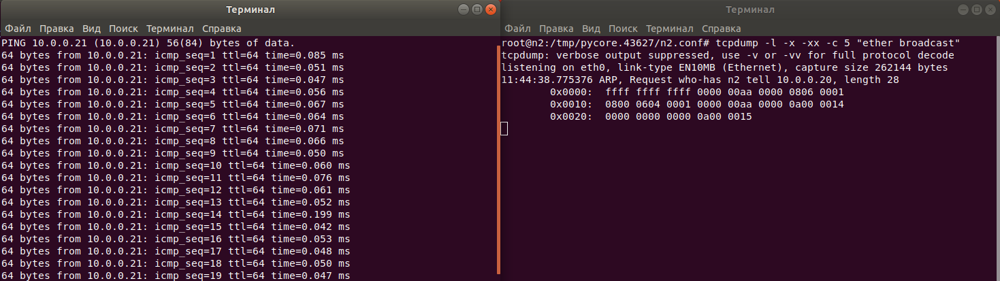 Терминал
Файл Правка Вид Поиск Терминал Справка
PING 10.0.0.21 (10.0.0.21) 56(84) bytes of data.
64 bytes from 10.0.0.21: icmp_seq=1 ttl=64 time=0.085 ms
64 bytes from 10.0.0.21: icmp_seq=2 ttl=64 time=0.051 ms
64 bytes from 10.0.0.21: icmp_seq=3 ttl=64 time=0.047 ms
64 bytes from 10.0.0.21: icmp_seq=4 ttl=64 time=0.056 ms
64 bytes from 10.0.0.21: icmp_seq=5 ttl=64 time=0.067 ms
64 bytes from 10.0.0.21: icmp_seq=6 ttl=64 time=0.064 ms
64 bytes from 10.0.0.21: icmp_seq=7 ttl=64 time=0.071 ms
64 bytes from 10.0.0.21: icmp_seq=8 ttl=64 time=0.066 ms
64 bytes from 10.0.0.21: icmp_seq=9 ttl=64 time=0.050 ms
64 bytes from 10.0.0.21: icmp_seq=10 ttl=64 time=0.060 ms
64 bytes from 10.0.0.21: icmp_seq=11 ttl=64 time=0.076 ms
64 bytes from 10.0.0.21: icmp_seq=12 ttl=64 time=0.061 ms
64 bytes from 10.0.0.21: icmp_seq=13 ttl=64 time=0.052 ms
64 bytes from 10.0.0.21: icmp_seq=14 ttl=64 time=0.199 ms
64 bytes from 10.0.0.21: icmp_seq=15 ttl=64 time=0.042 ms
64 bytes from 10.0.0.21: icmp_seq=16 ttl=64 time=0.053 ms
64 bytes from 10.0.0.21: icmp_seq=17 ttl=64 time=0.048 ms
64 bytes from 10.0.0.21: icmp_seq=18 ttl=64 time=0.050 ms
64 bytes from 10.0.0.21: icmp_seq=19 ttl=64 time=0.047 ms
Терминал
Файл Правка Вид Поиск Терминал Справка
root@n2:/tmp/pycore.43627/n2.conf# tcpdump -l -x -xx -c 5 "ether broadcast"
tcpdump: verbose output suppressed, use -v or -vv for full protocol decode
listening on eth0, link-type EN10MB (Ethernet), capture size 262144 bytes
11:44:38.775376 ARP, Request who-has n2 tell 10.0.0.20, length 28
0x0000: ffff ffff ffff 0000 00aa 0000 0806 0001
0x0010: 0800 0604 0001 0000 00aa 0000 0a00 0014
0x0020: 0000 0000 0000 0a00 0015